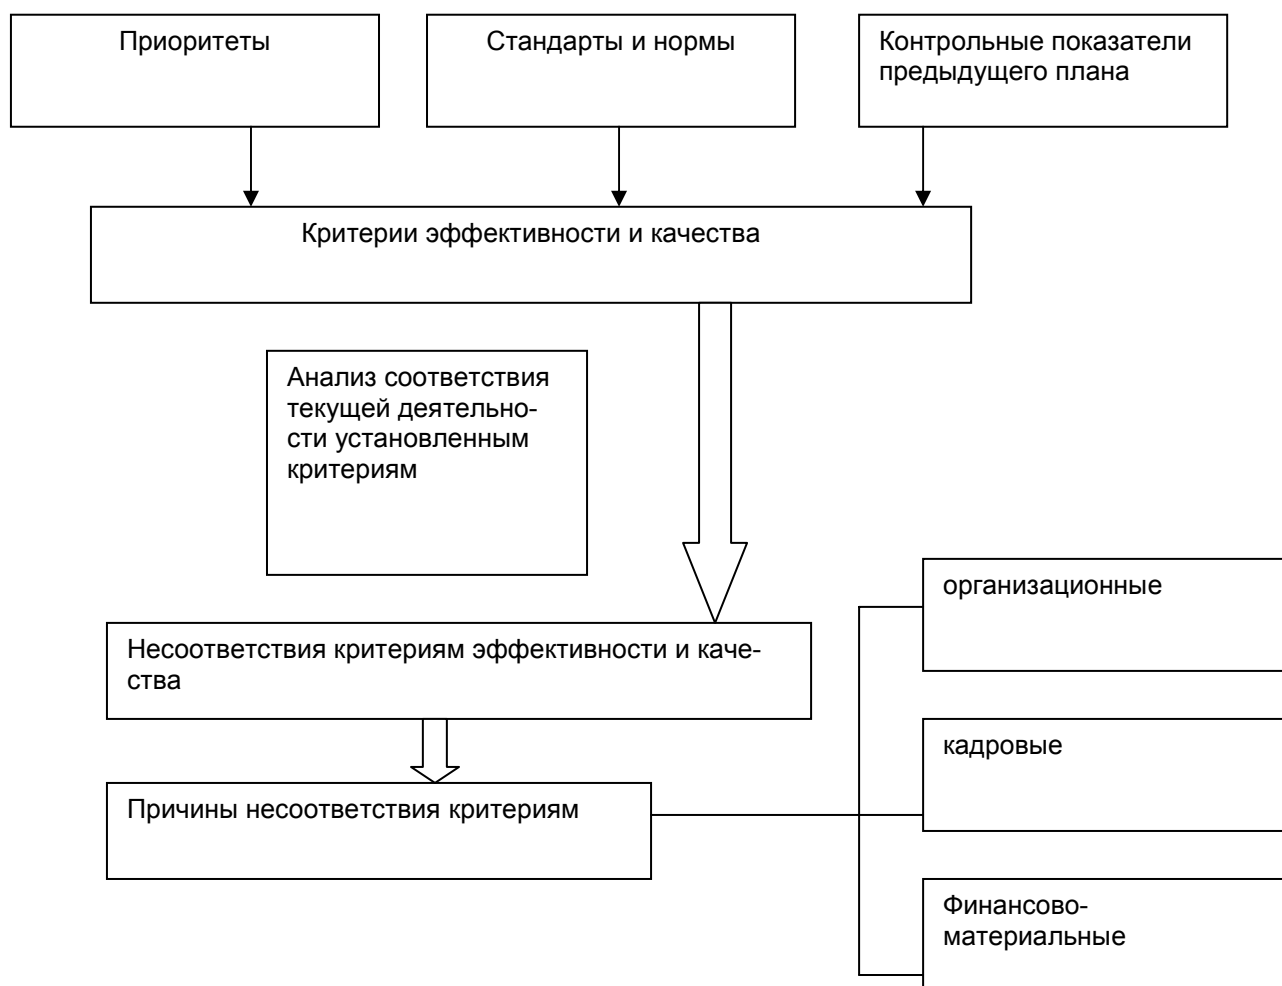 Приоритеты
Стандарты и нормы
Контрольные показатели
предыдущего плана
Критерии эффективности и качества
Анализ соответствия
текущей деятельно-
сти установленным
критериям
Несоответствия критериям эффективности и каче-
ства
Причины несоответствия критериям
организационные
кадровые
Финансово-
материальные